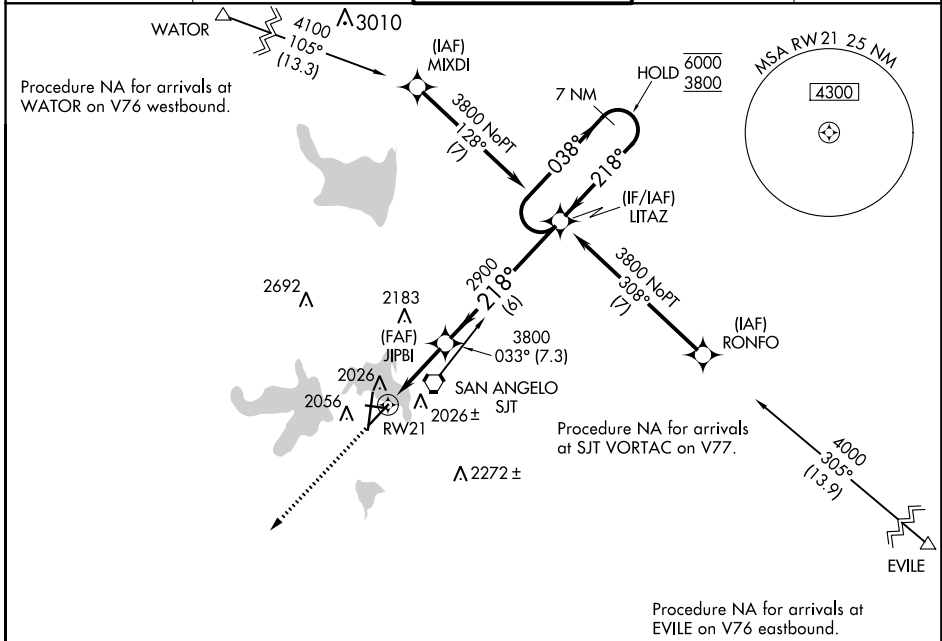 WATOR
4100
105°
(13.3)
3010
(IAF)
MIXDI
Procedure NA for arrivals at
WATOR on V76 westbound.
3800 NoPT
128°
(7)
7 NM
HOLD
6000
3800
038°
218°
MSA RW21 25 NM
4300
(IF/IAF)
LITAZ
2900
218°
(6)
3800 NoPT
308°
(7)
(IAF)
RONFO
2692
2183
(FAF)
JIPBI
3800
033° (7.3)
2026
SAN ANGELO
SJT
2056
2026 ±
RW21
Procedure NA for arrivals
at SJT VORTAC on V77.
2272 ±
4000
305°
(13.9)
EVILE
Procedure NA for arrivals at
EVILE on V76 eastbound.